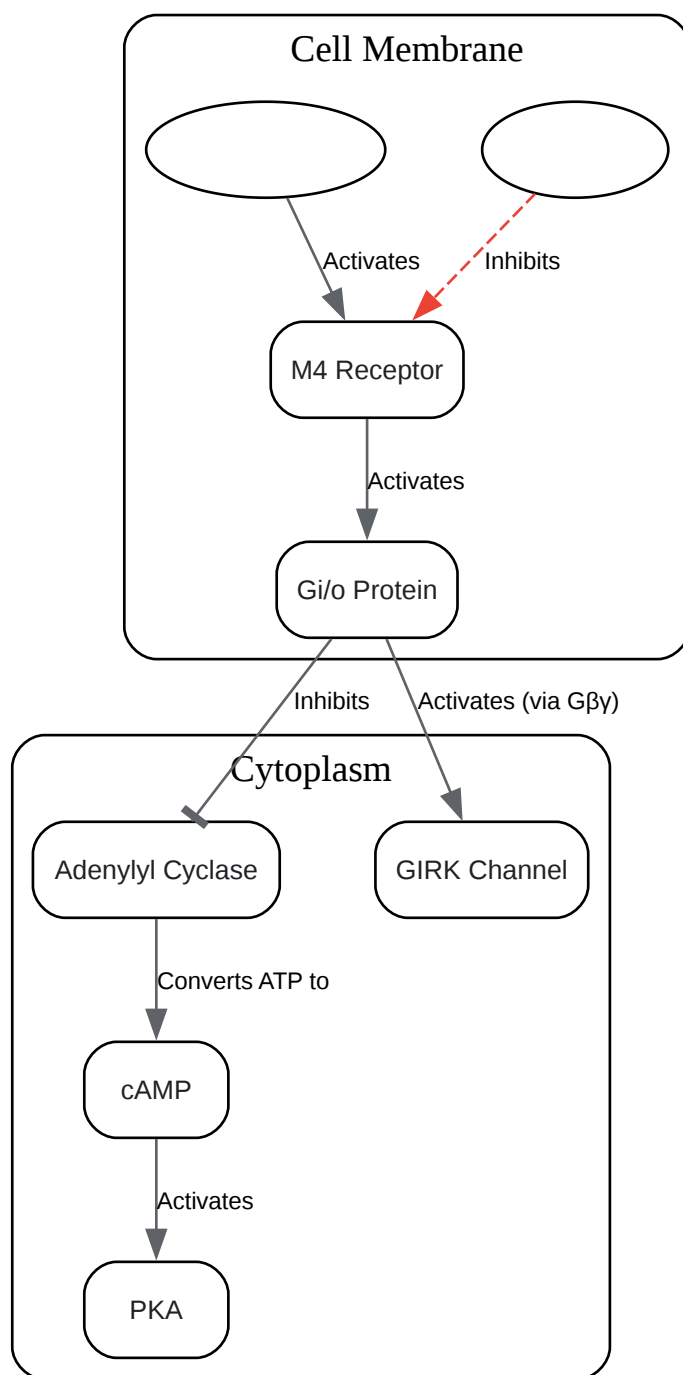 Cell Membrane
Activates
Inhibits
M4 Receptor
Activates
Gi/o Protein
Inhibits
Activates (via Gβγ)
Cytoplasm
Adenylyl Cyclase
GIRK Channel
Converts ATP to
cAMP
Activates
PKA